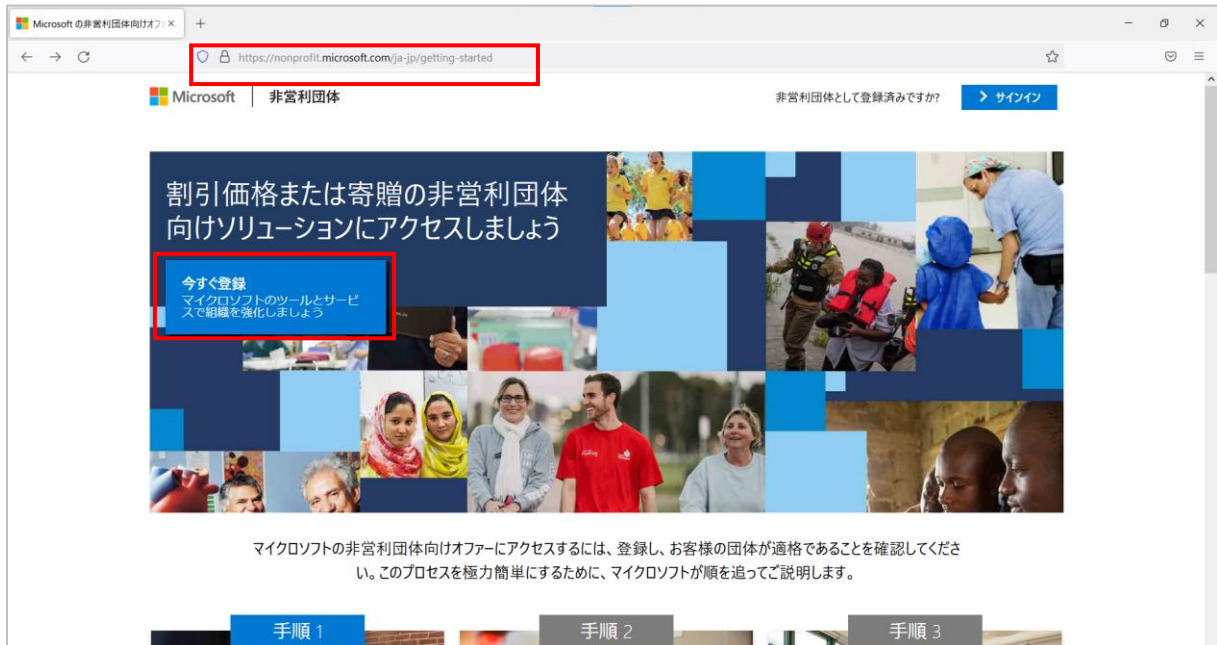 Microsoft の非営利団体向けオファ
https://nonprofit.microsoft.com/ja-jp/getting-started
Microsoft 非営利団体
非営利団体として登録済みですか?
サインイン
割引価格または寄贈の非営利団体
向けソリューションにアクセスしましょう
今すぐ登録
マイクロソフトのツールとサービ
スで組織を強化しましょう
マイクロソフトの非営利団体向けオファーにアクセスするには、登録し、お客様の団体が適格であることを確認してくださ
い。このプロセスを極力簡単にするために、マイクロソフトが順を追ってご説明します。
手順 1
手順 2
手順 3